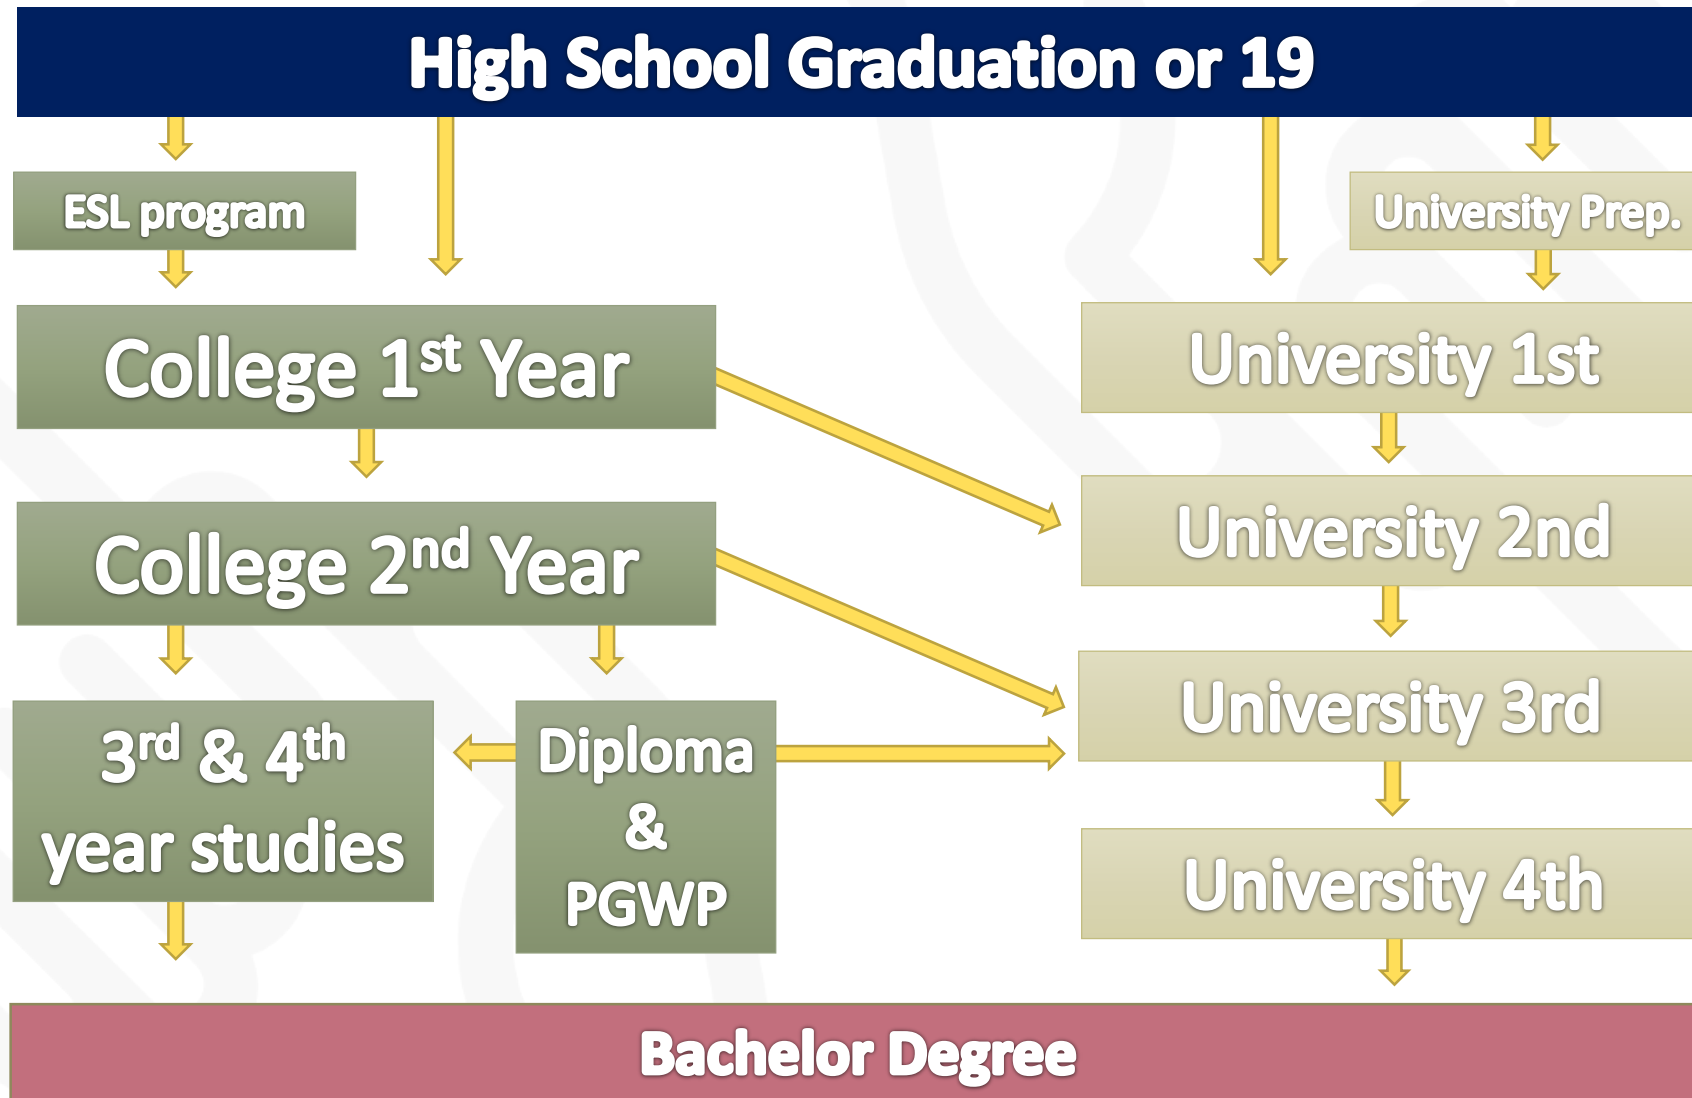 High School Graduation or 19
ESL program
University Prep.
College 1st Year
University 1st
College 2nd Year
University 2nd
3rd & 4th
year studies
Diploma
&
PGWP
University 3rd
University 4th
Bachelor Degree